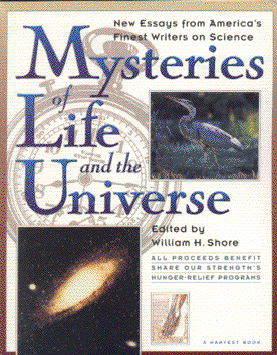 New Essays from America's
Finest Writers on Science
Mysteries
of Life
and the
Universe
Edited by
William H. Shore
ALL PROCEEDS BENEFIT
SHARE OUR STRENGTH'S
HUNGER-RELIEF PROGRAMS
A HARVEST BOOK